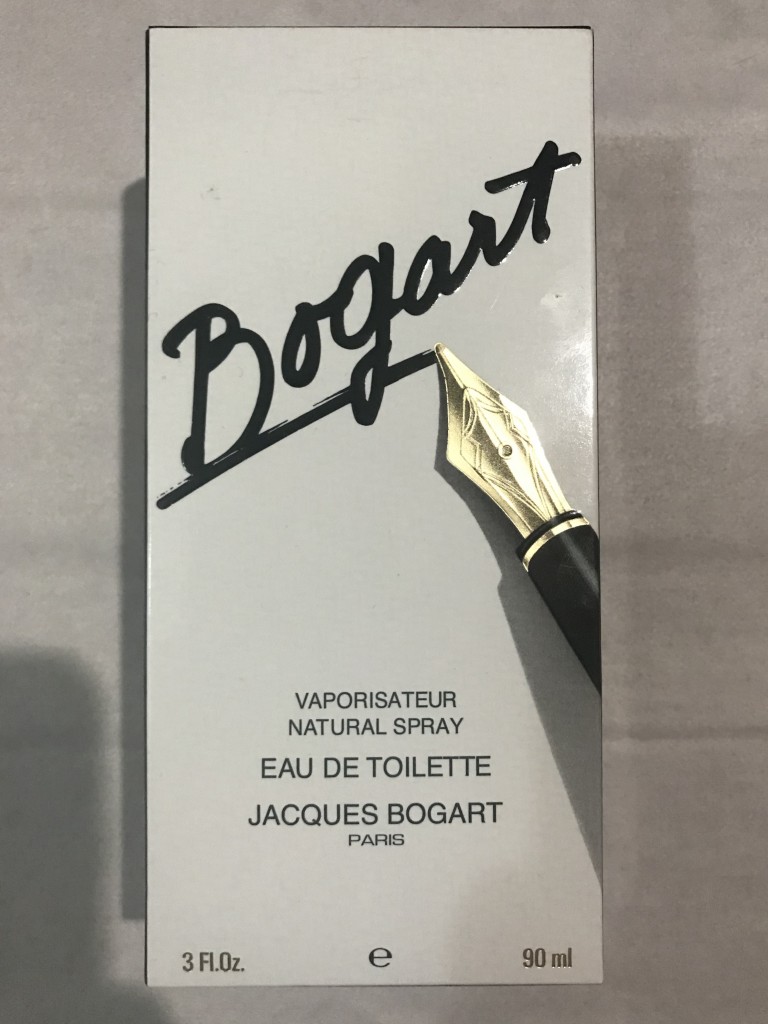 Bogart
VAPORISATEUR
NATURAL SPRAY
EAU DE TOILETTE
JACQUES BOGART
PARIS
3 Fl.Oz. ℮ 90 ml